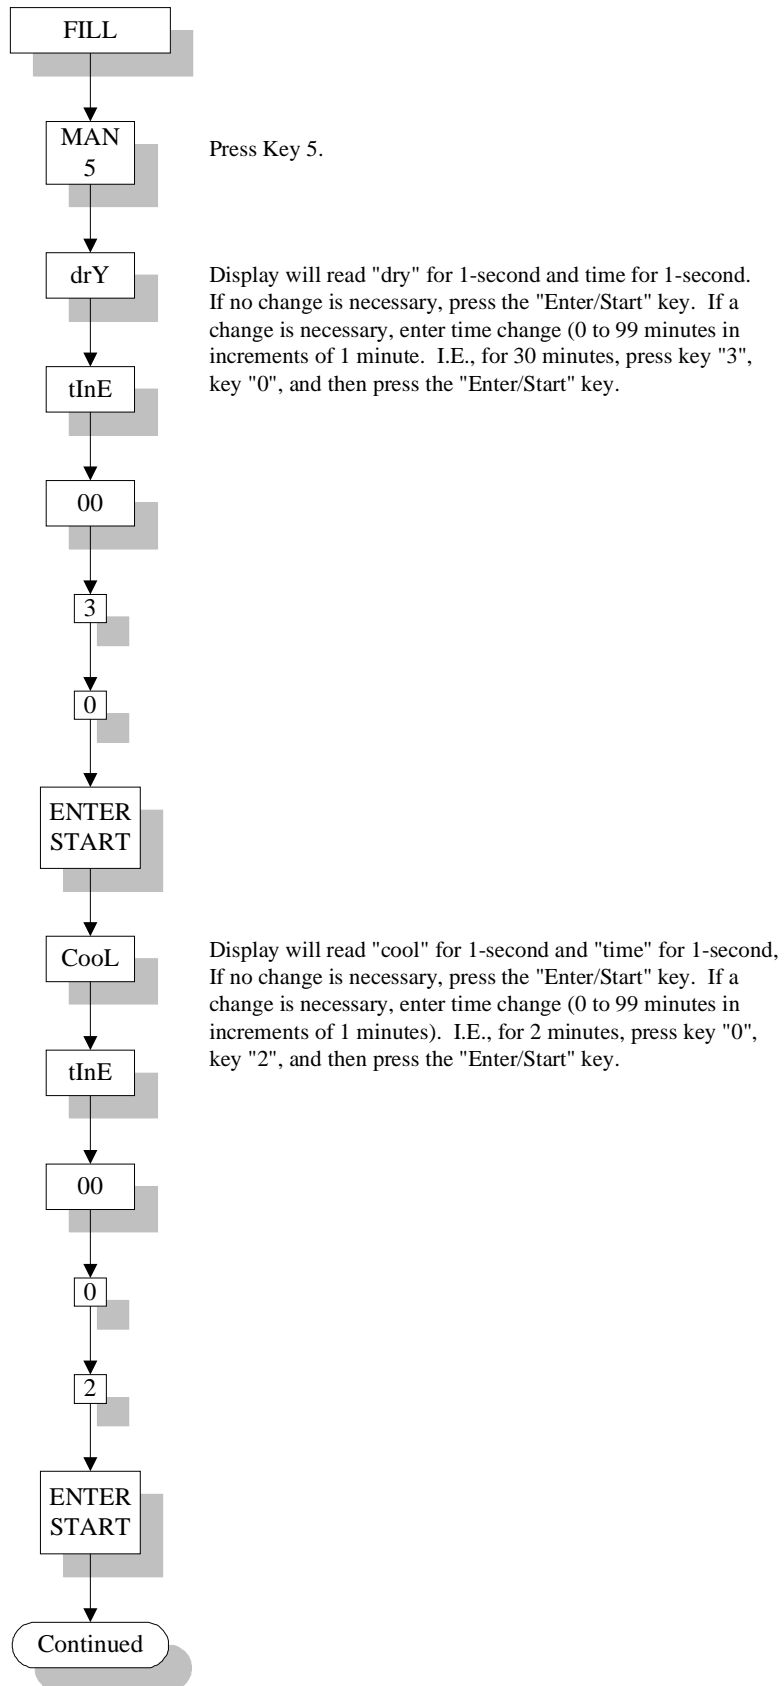 FILL
MAN
5
Press Key 5.
drY
Display will read "dry" for 1-second and time for 1-second.
If no change is necessary, press the "Enter/Start" key. If a
change is necessary, enter time change (0 to 99 minutes in
increments of 1 minute. I.E., for 30 minutes, press key "3",
key "0", and then press the "Enter/Start" key.
tInE
00
3
0
ENTER
START
CooL
Display will read "cool" for 1-second and "time" for 1-second,
If no change is necessary, press the "Enter/Start" key. If a
change is necessary, enter time change (0 to 99 minutes in
increments of 1 minutes). I.E., for 2 minutes, press key "0",
key "2", and then press the "Enter/Start" key.
tInE
00
0
2
ENTER
START
Continued